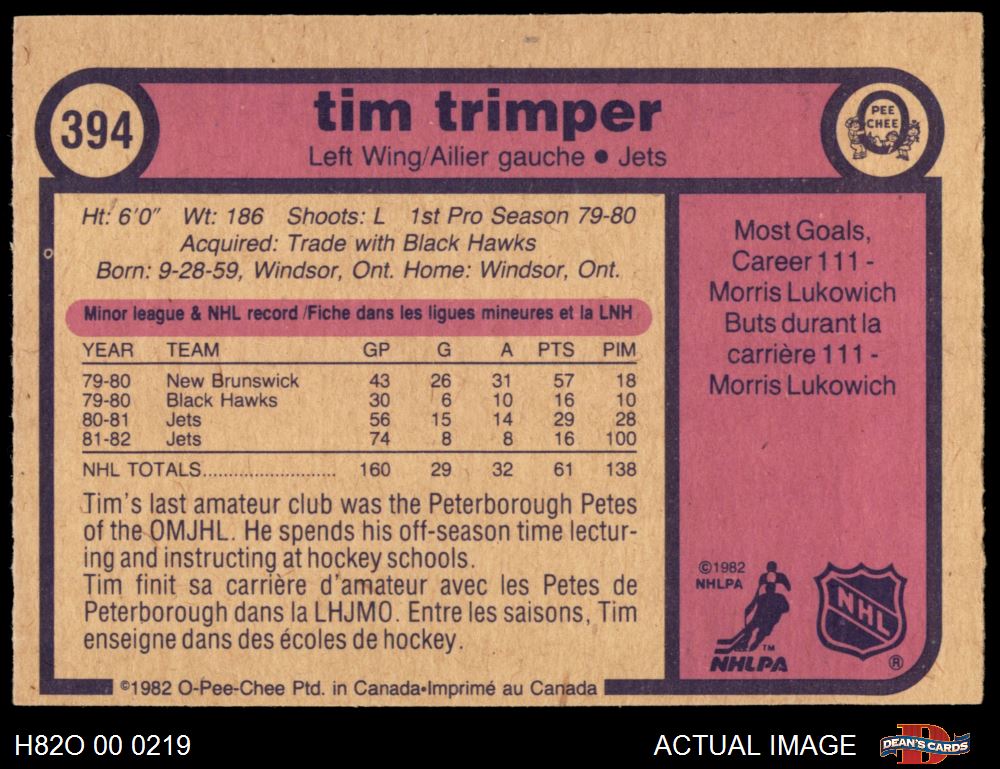 394
tim trimper
Left Wing/Ailier gauche ● Jets
O
PEE
CHEE
Ht: 6'0" Wt: 186 Shoots: L 1st Pro Season 79-80
Acquired: Trade with Black Hawks
Born: 9-28-59, Windsor, Ont. Home: Windsor, Ont.
Minor league & NHL record /Fiche dans les ligues mineures et la LNH
YEAR TEAM GP G A PTS PIM
79-80 New Brunswick 43 26 31 57 18
79-80 Black Hawks 30 6 10 16 10
80-81 Jets 56 15 14 29 28
81-82 Jets 74 8 8 16 100
NHL TOTALS....................... 160 29 32 61 138
Tim's last amateur club was the Peterborough Petes
of the OMJHL. He spends his off-season time lectur-
ing and instructing at hockey schools.
Tim finit sa carrière d'amateur avec les Petes de
Peterborough dans la LHJMO. Entre les saisons, Tim
enseigne dans des écoles de hockey.
©1982 O-Pee-Chee Ptd. in Canada•Imprimé au Canada
Most Goals,
Career 111 -
Morris Lukowich
Buts durant la
carrière 111 -
Morris Lukowich
©1982
NHLPA
TM
NHLPA
NHL
®
H82O 00 0219
ACTUAL IMAGE
D
DEAN'S CARDS